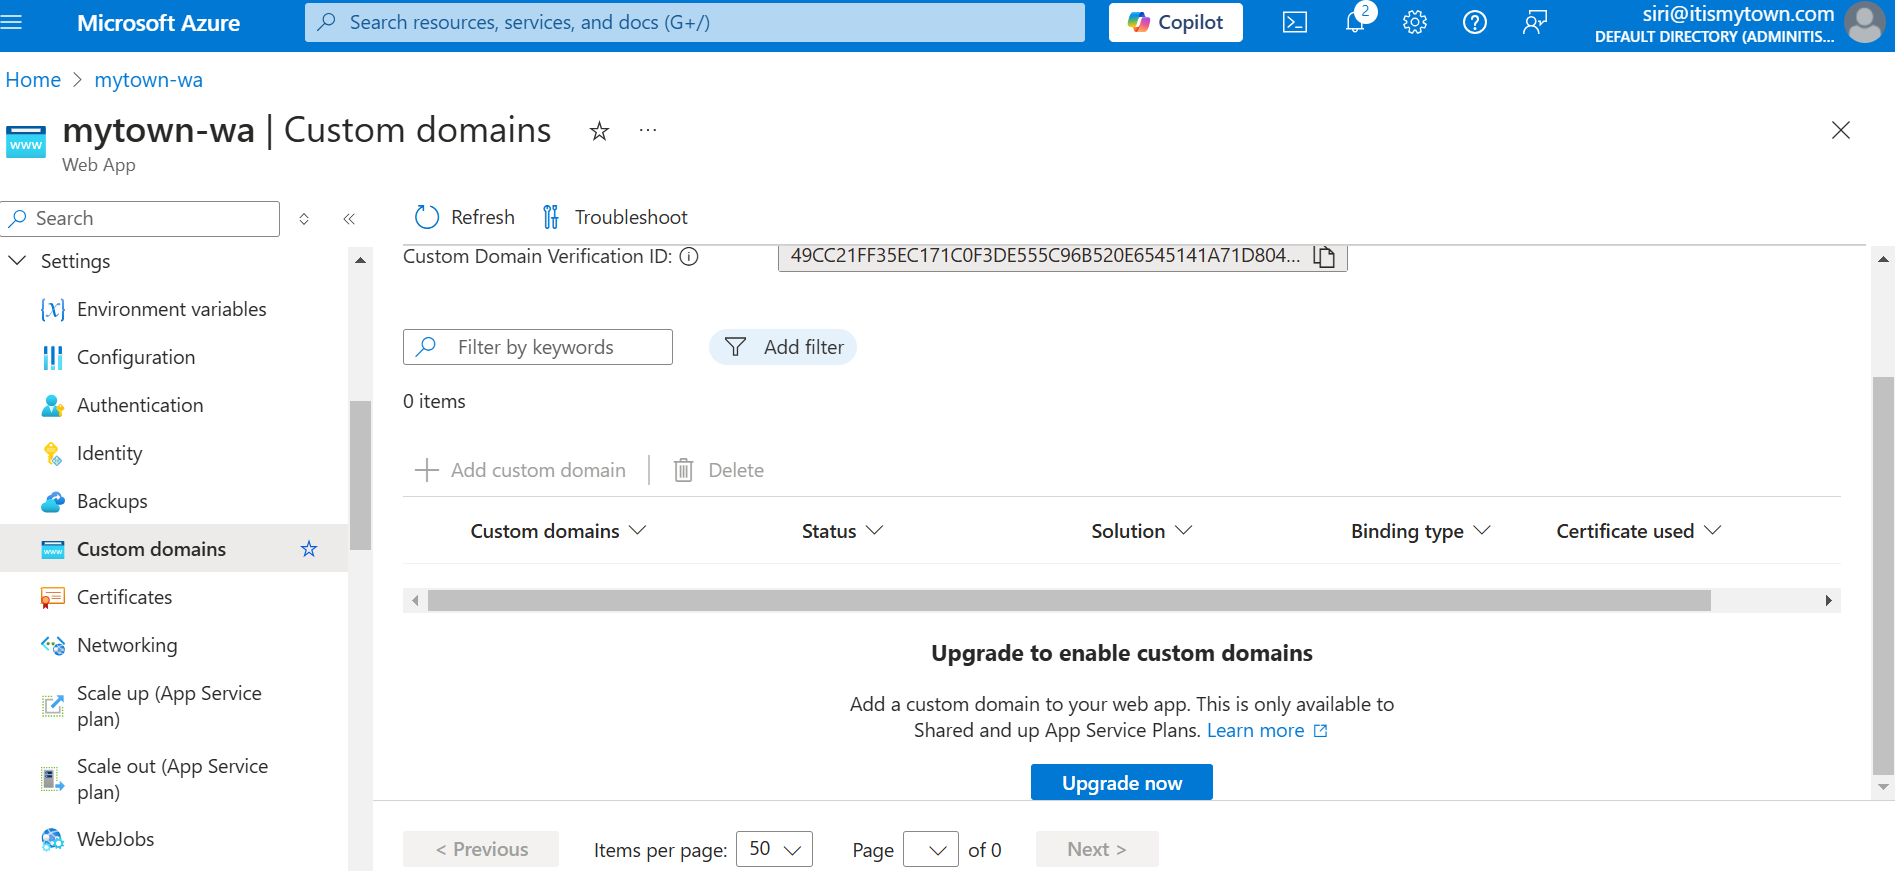 Microsoft Azure
Search resources, services, and docs (G+/)
Copilot
2
siri@itismytown.com
DEFAULT DIRECTORY (ADMINITIS...
Home > mytown-wa
mytown-wa | Custom domains
...
Web App
Search
Refresh
Troubleshoot
Settings
Environment variables
Configuration
Authentication
Identity
Backups
Custom domains
Certificates
Networking
Scale up (App Service
plan)
Scale out (App Service
plan)
WebJobs
Custom Domain Verification ID:
49CC21FF35EC171C0F3DE555C96B520E6545141A71D804...
Filter by keywords
Add filter
0 items
Add custom domain
Delete
Custom domains
Status
Solution
Binding type
Certificate used
Upgrade to enable custom domains
Add a custom domain to your web app. This is only available to
Shared and up App Service Plans. Learn more
Upgrade now
< Previous
Items per page: 50
Page of 0
Next >